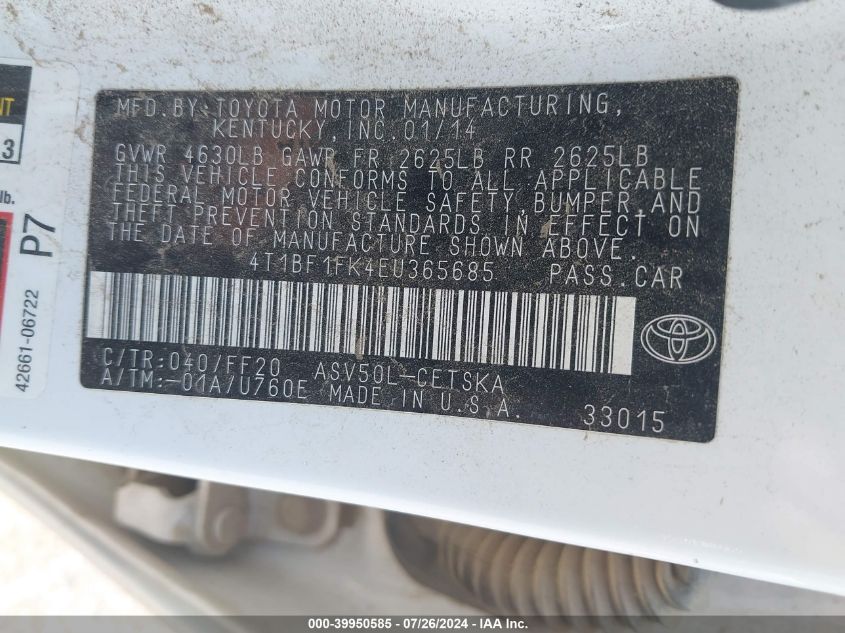 MFD.BY:TOYOTA MOTOR MANUFACTURING,
KENTUCKY,INC.01/14
GVWR 4630LB GAWR FR 2625LB RR 2625LB
THIS VEHICLE CONFORMS TO ALL APPLICABLE
FEDERAL MOTOR VEHICLE SAFETY,BUMPER,AND
THEFT PREVENTION STANDARDS IN EFFECT ON
THE DATE OF MANUFACTURE SHOWN ABOVE.
4T1BF1FK4EU365685 PASS.CAR
C/TR:040/FF20 ASV50L-CETSKA
A/TM:-01A/U760E MADE IN U.S.A. 33015
NT
3
lb.
P7
42661-06722
000-39950585 - 07/26/2024 - IAA Inc.